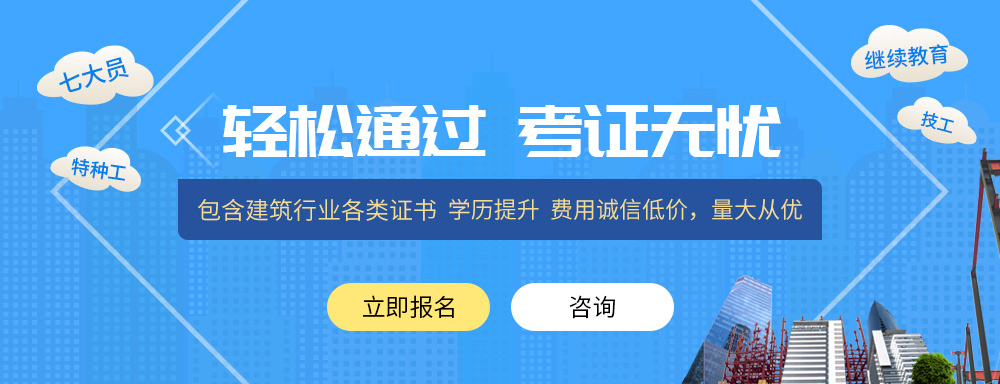 七大员
继续教育
轻松通过 考证无忧
技工
特种工
包含建筑行业各类证书 学历提升 费用诚信低价，量大从优
立即报名
咨询